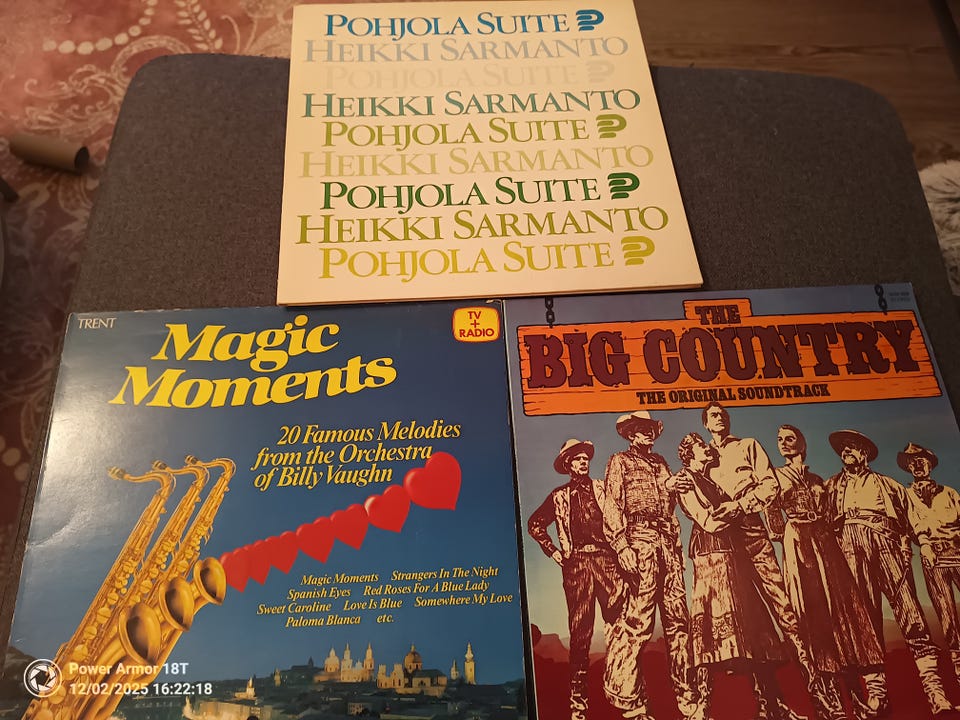 POHJOLA SUITE
HEIKKI SARMANTO
POHJOLA SUITE
HEIKKI SARMANTO
POHJOLA SUITE
HEIKKI SARMANTO
POHJOLA SUITE
HEIKKI SARMANTO
POHJOLA SUITE
TRENT
Magic
Moments
TV
+
RADIO
20 Famous Melodies
from the Orchestra
of Billy Vaughn
Magic Moments Strangers In The Night
Spanish Eyes Red Roses For A Blue Lady
Sweet Caroline Love Is Blue Somewhere My Love
Paloma Blanca etc.
THE
BIG COUNTRY
THE ORIGINAL SOUNDTRACK
Power Armor 18T
12/02/2025 16:22:18